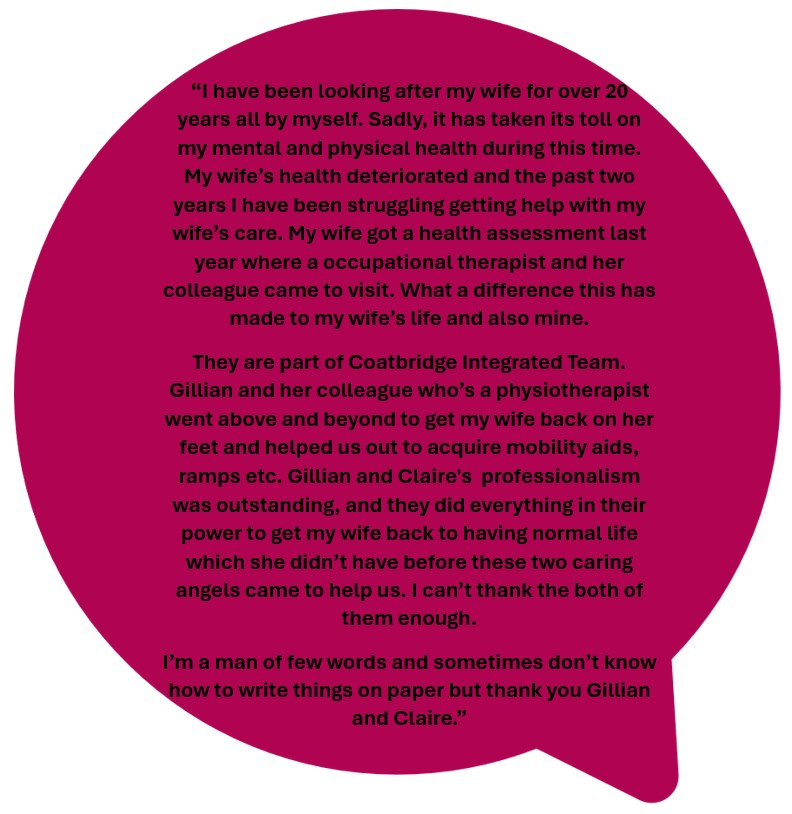 “I have been looking after my wife for over 20
years all by myself. Sadly, it has taken its toll on
my mental and physical health during this time.
My wife’s health deteriorated and the past two
years I have been struggling getting help with my
wife’s care. My wife got a health assessment last
year where a occupational therapist and her
colleague came to visit. What a difference this has
made to my wife’s life and also mine.
They are part of Coatbridge Integrated Team.
Gillian and her colleague who’s a physiotherapist
went above and beyond to get my wife back on her
feet and helped us out to acquire mobility aids,
ramps etc. Gillian and Claire's  professionalism
was outstanding, and they did everything in their
power to get my wife back to having normal life
which she didn’t have before these two caring
angels came to help us. I can’t thank the both of
them enough.
I’m a man of few words and sometimes don’t know
how to write things on paper but thank you Gillian
and Claire.”